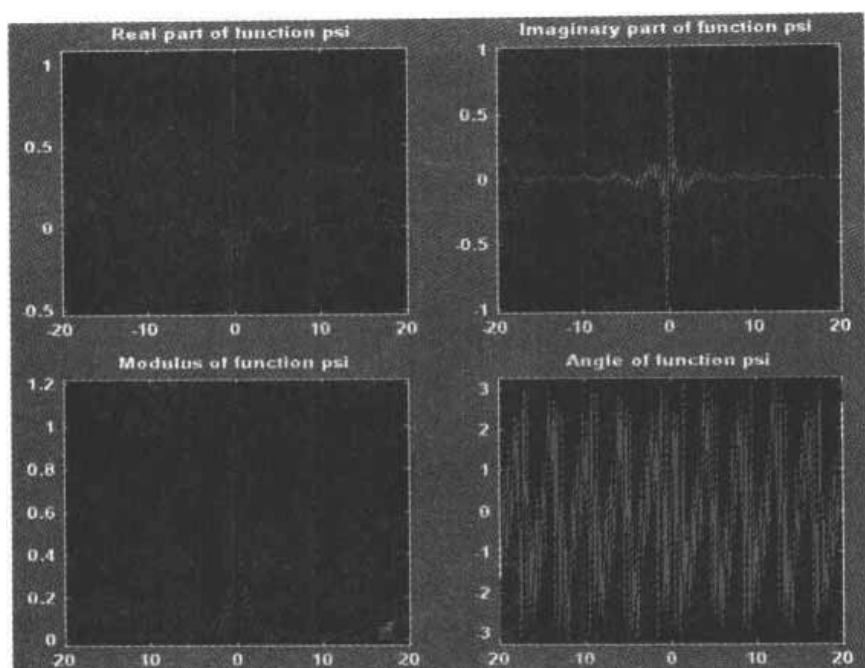 Real part of function psi
1
0.5
0
-0.5
-20 -10 0 10 20
Imaginary part of function psi
1
0.5
0
-0.5
-1
-20 -10 0 10 20
Modulus of function psi
1.2
1
0.8
0.6
0.4
0.2
0
20 10 0 10 20
Angle of function psi
3
2
1
0
1
2
3
20 10 0 10 20